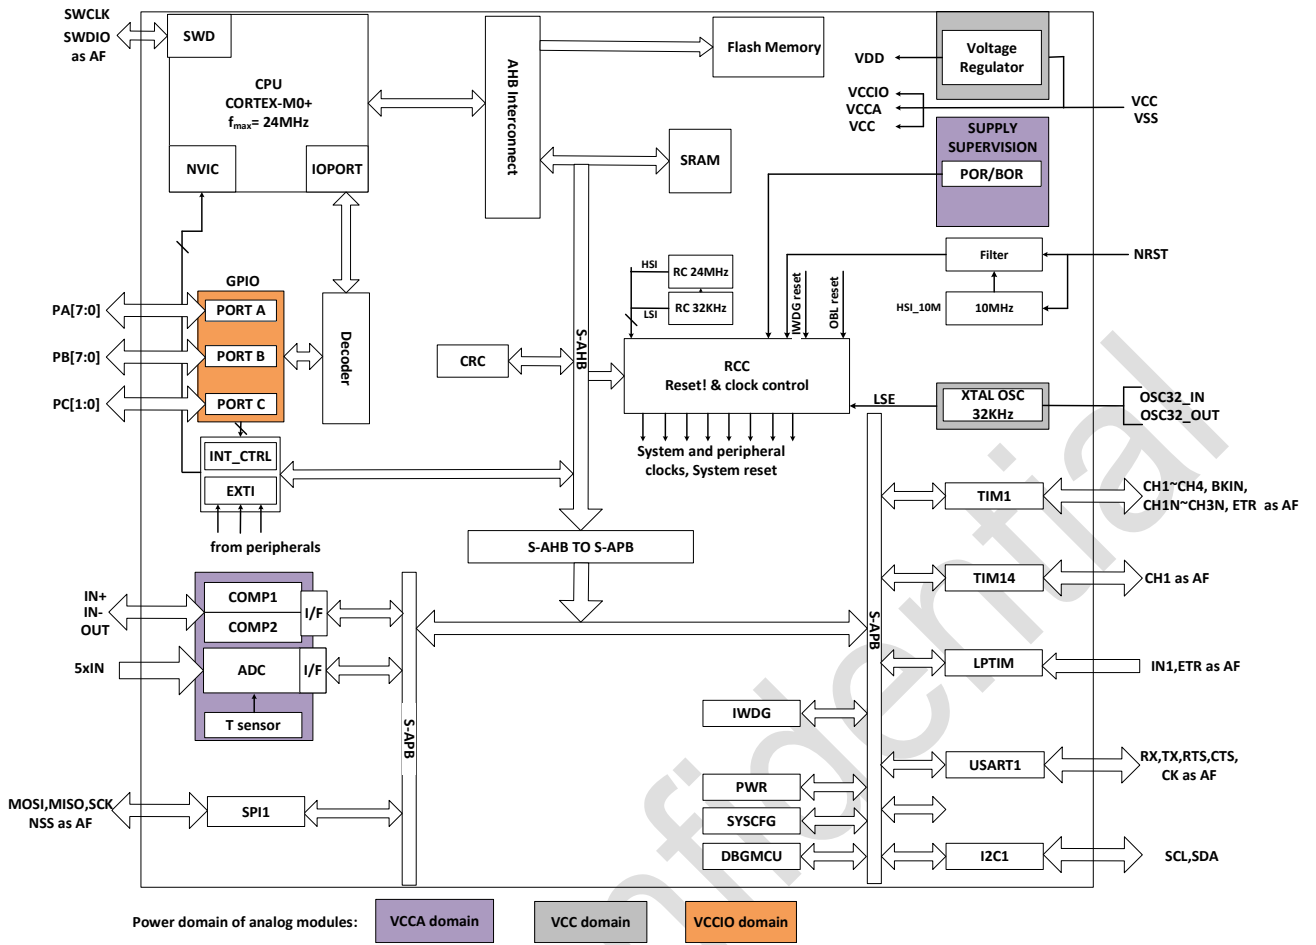 SWCLK
SWDIO
as AF
SWD
CPU
CORTEX-M0+
fmax= 24MHz
NVIC
IOPORT
AHB Interconnect
Flash Memory
SRAM
VDD
VCCIO
VCCA
VCC
Voltage
Regulator
VCC
VSS
SUPPLY
SUPERVISION
POR/BOR
Filter
NRST
HSI_10M
10MHz
HSI
RC 24MHz
LSI
RC 32KHz
IWDG reset
OBL reset
GPIO
PA[7:0]
PORT A
PB[7:0]
PORT B
PC[1:0]
PORT C
Decoder
CRC
S-AHB
RCC
Reset! & clock control
LSE
XTAL OSC
32KHz
OSC32_IN
OSC32_OUT
System and peripheral
clocks, System reset
INT_CTRL
EXTI
from peripherals
S-AHB TO S-APB
TIM1
CH1~CH4, BKIN,
CH1N~CH3N, ETR as AF
TIM14
CH1 as AF
S-APB
LPTIM
IN1,ETR as AF
IN+
IN-
OUT
COMP1
COMP2
I/F
5xIN
ADC
I/F
T sensor
S-APB
IWDG
USART1
RX,TX,RTS,CTS,
CK as AF
PWR
SYSCFG
DBGMCU
I2C1
SCL,SDA
MOSI,MISO,SCK
NSS as AF
SPI1
Power domain of analog modules:
VCCA domain
VCC domain
VCCIO domain
nfidential